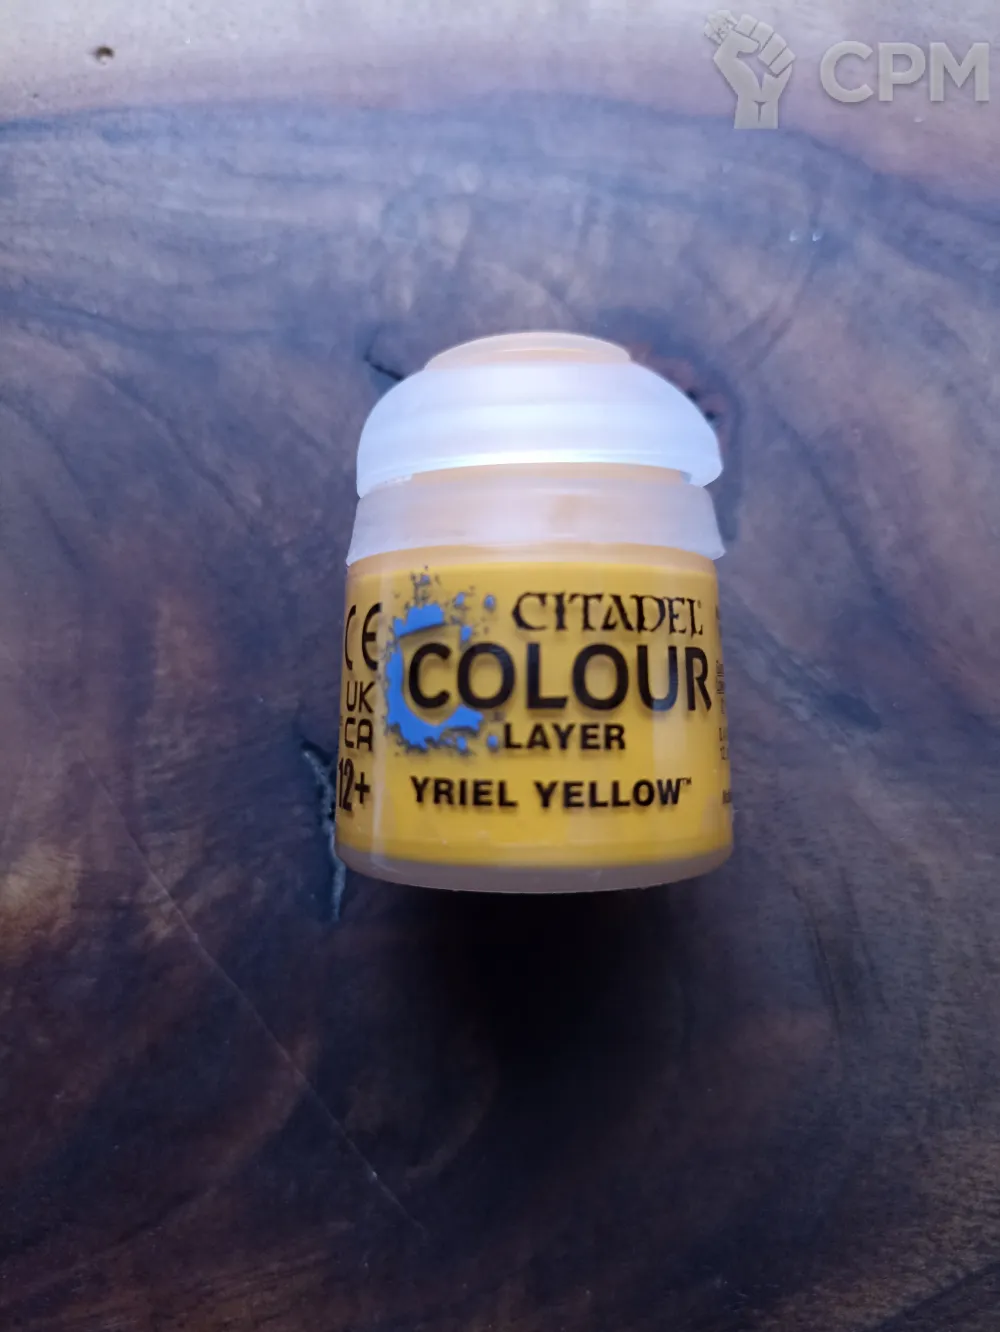 CPM
CITADEL
COLOUR
LAYER
YRIEL YELLOW™
CE
UK
CA
12+